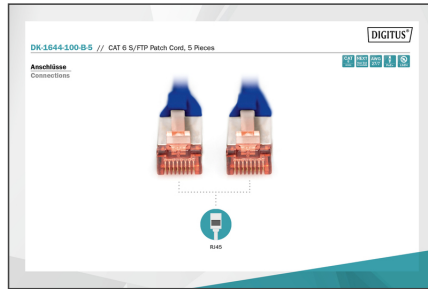 DIGITUS®
DK-1644-100-B-5 // CAT 6 S/FTP Patch Cord, 5 Pieces
Anschlüsse
Connections
RJ45